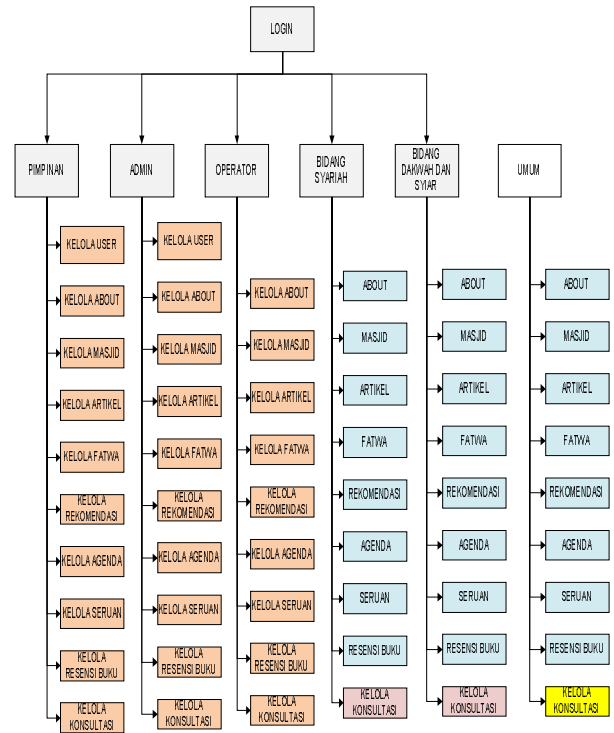 LOGIN
PIMPINAN
ADMIN
OPERATOR
BIDANG
SYARIAH
BIDANG
DAKWAH DAN
SYIAR
UMUM
KELOLA USER
KELOLA ABOUT
KELOLA MASJID
KELOLA ARTIKEL
KELOLA FATWA
KELOLA
REKOMENDASI
KELOLA AGENDA
KELOLA SERUAN
KELOLA
RESENSI BUKU
KELOLA
KONSULTASI
KELOLA USER
KELOLA ABOUT
KELOLA MASJID
KELOLA ARTIKEL
KELOLA FATWA
KELOLA
REKOMENDASI
KELOLA AGENDA
KELOLA SERUAN
KELOLA
RESENSI BUKU
KELOLA
KONSULTASI
KELOLA ABOUT
KELOLA MASJID
KELOLA ARTIKEL
KELOLA FATWA
KELOLA
REKOMENDASI
KELOLA AGENDA
KELOLA SERUAN
KELOLA
RESENSI BUKU
KELOLA
KONSULTASI
ABOUT
MASJID
ARTIKEL
FATWA
REKOMENDASI
AGENDA
SERUAN
RESENSI BUKU
KELOLA
KONSULTASI
ABOUT
MASJID
ARTIKEL
FATWA
REKOMENDASI
AGENDA
SERUAN
RESENSI BUKU
KELOLA
KONSULTASI
ABOUT
MASJID
ARTIKEL
FATWA
REKOMENDASI
AGENDA
SERUAN
RESENSI BUKU
KELOLA
KONSULTASI